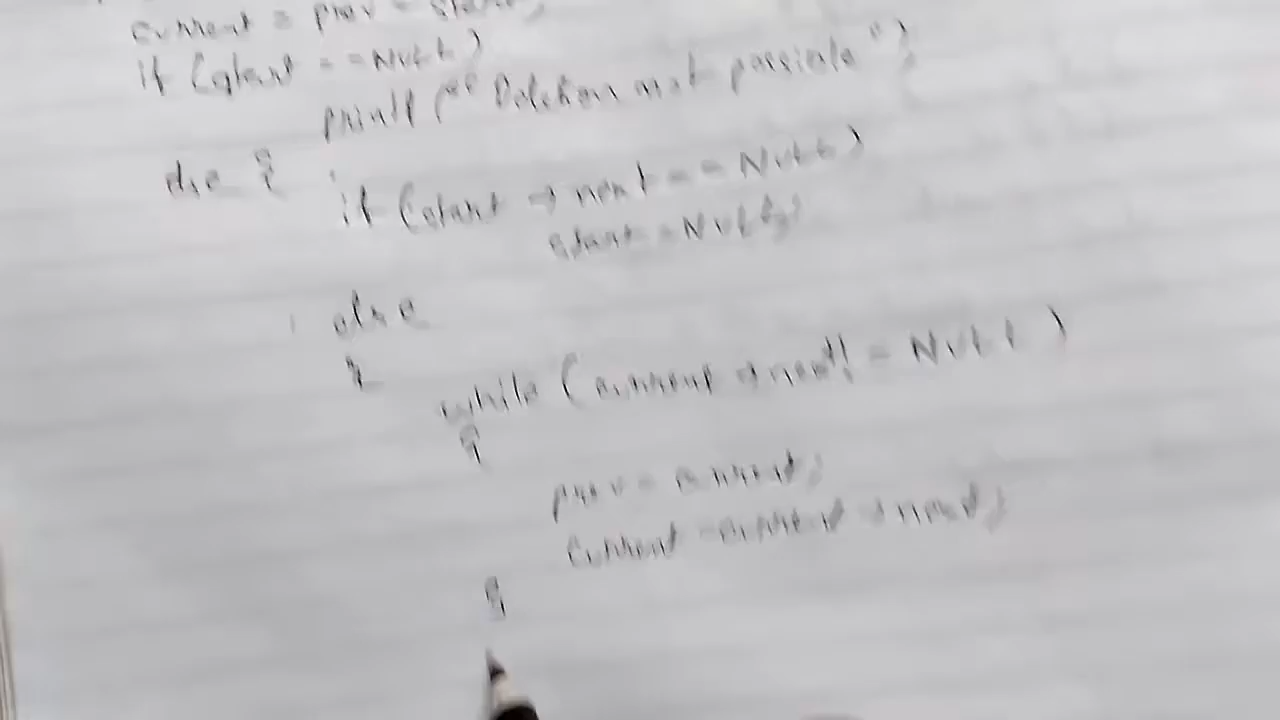 current = prev = start;
if (start == NULL)
printf ("Deletion not possible");
else {
if (start → next == NULL)
start = NULL;
else
{
while (current → next != NULL)
{
prev = current;
current = current → next;
}